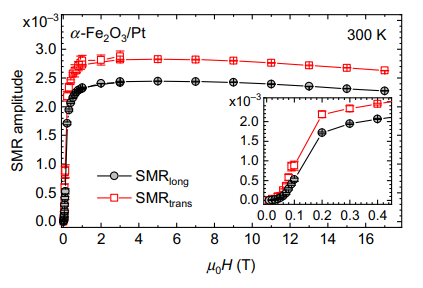 x10⁻³
α-Fe₂O₃/Pt
300 K
3.0
2.5
2.0
1.5
1.0
0.5
0.0
SMR amplitude
SMR_long
SMR_trans
x10⁻³
2.0
1.5
1.0
0.5
0.0
0.0 0.1 0.2 0.3 0.4
0 2 4 6 8 10 12 14 16
μ₀H (T)